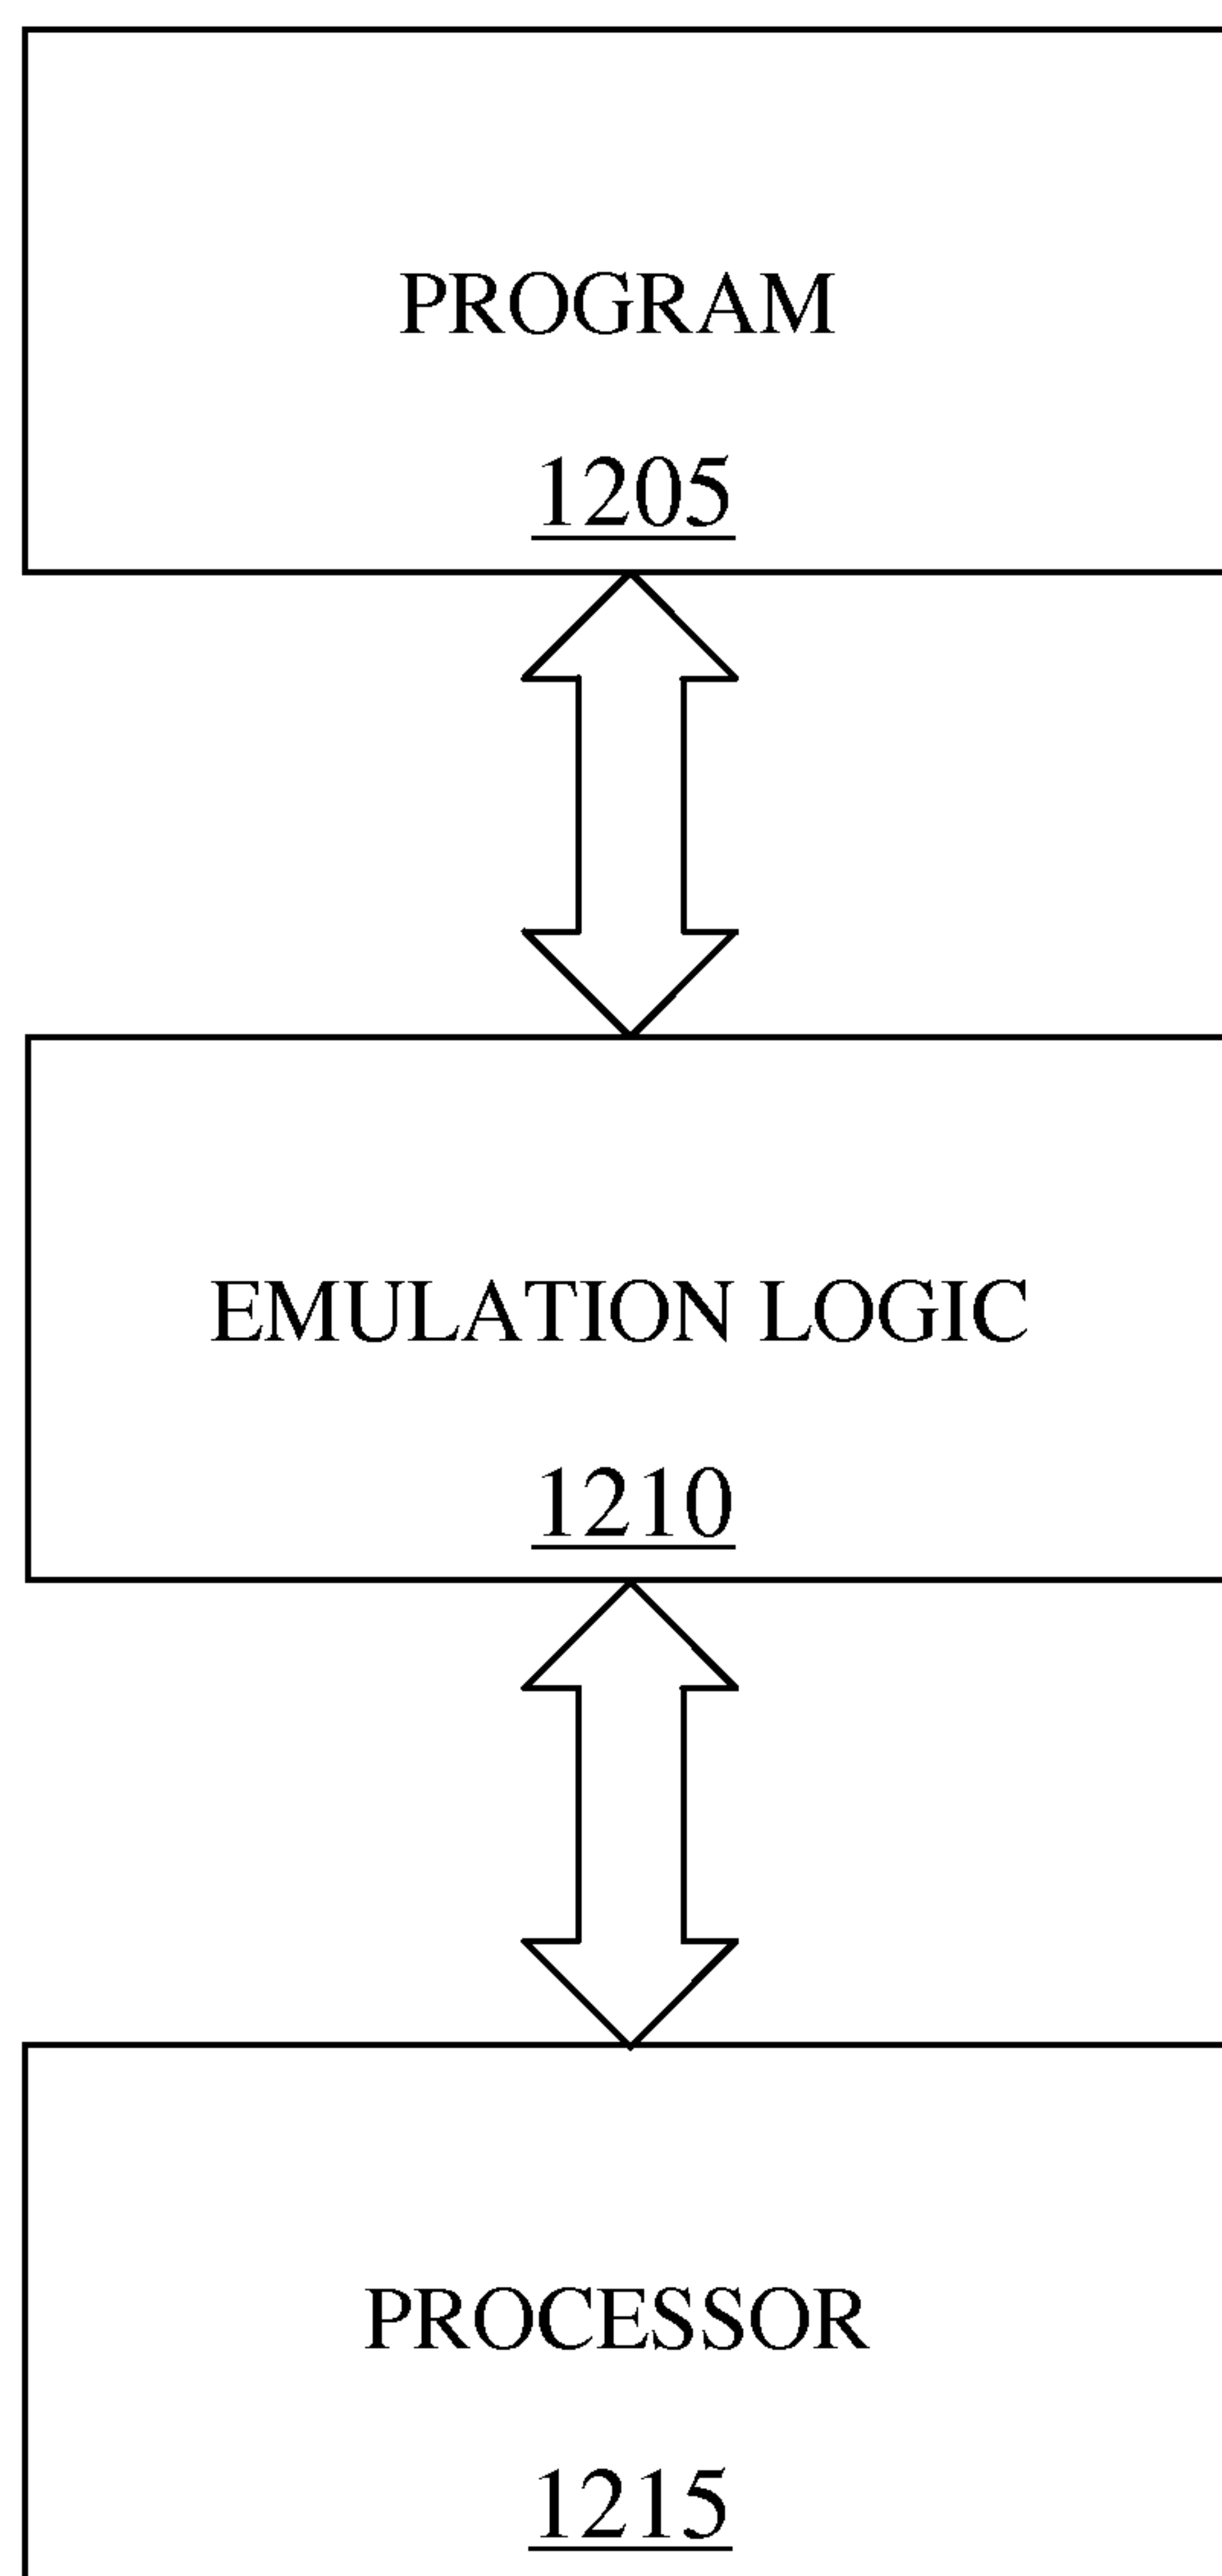 PROGRAM
1205
EMULATION LOGIC
1210
PROCESSOR
1215